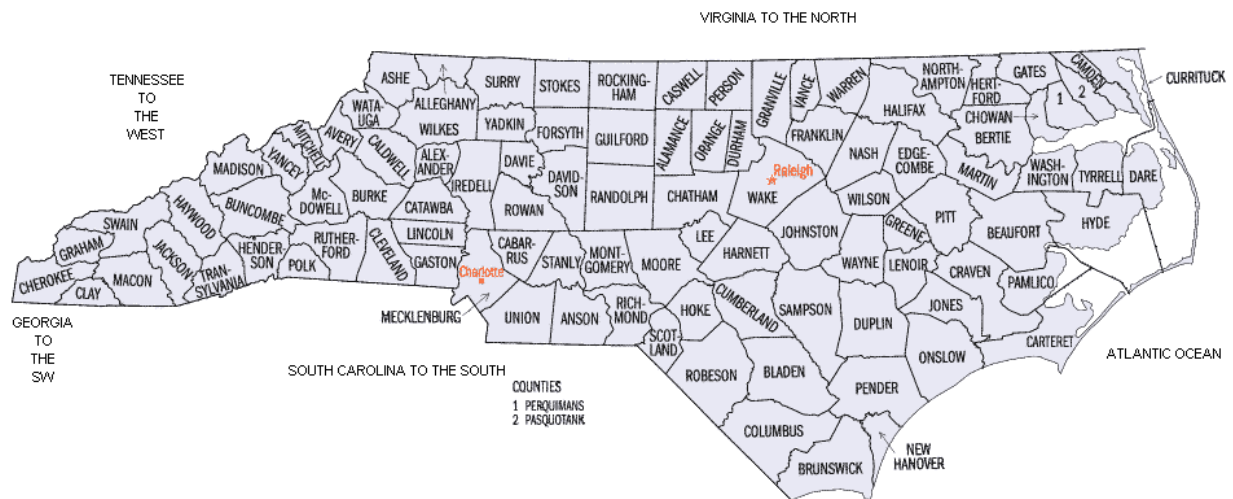 VIRGINIA TO THE NORTH
TENNESSEE
TO
THE
WEST
ASHE
ALLEGHANY
SURRY
STOKES
ROCKING-
HAM
CASWELL
PERSON
GRANVILLE
VANCE
WARREN
NORTH-
AMPTON
HERT-
FORD
GATES
CAMDEN
CURRITUCK
WATA-
UGA
WILKES
YADKIN
FORSYTH
GUILFORD
ALAMANCE
ORANGE
DURHAM
FRANKLIN
HALIFAX
CHOWAN
BERTIE
1
2
MITCHELL
AVERY
CALDWELL
ALEX-
ANDER
IREDELL
DAVIE
DAVID-
SON
RANDOLPH
CHATHAM
Raleigh
WAKE
NASH
EDGE-
COMBE
MARTIN
WASH-
INGTON
TYRRELL
DARE
MADISON
YANCEY
Mc-
DOWELL
BURKE
CATAWBA
ROWAN
WILSON
PITT
BEAUFORT
HYDE
SWAIN
HAYWOOD
BUNCOMBE
RUTHER-
FORD
CLEVELAND
LINCOLN
GASTON
CABAR-
RUS
STANLY
MONT-
GOMERY
MOORE
LEE
HARNETT
JOHNSTON
WAYNE
GREENE
LENOIR
CRAVEN
PAMLICO
GRAHAM
CHEROKEE
CLAY
MACON
JACKSON
TRAN-
SYLVANIA
HENDER-
SON
POLK
Charlotte
MECKLENBURG
UNION
ANSON
RICH-
MOND
SCOT-
LAND
HOKE
CUMBERLAND
SAMPSON
DUPLIN
JONES
ONSLOW
CARTERET
GEORGIA
TO
THE
SW
SOUTH CAROLINA TO THE SOUTH
ATLANTIC OCEAN
ROBESON
BLADEN
PENDER
COUNTIES
1 PERQUIMANS
2 PASQUOTANK
COLUMBUS
BRUNSWICK
NEW
HANOVER